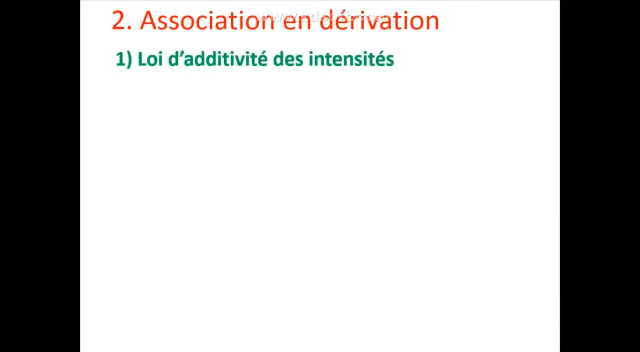 2. Association en dérivation
1) Loi d'additivité des intensités